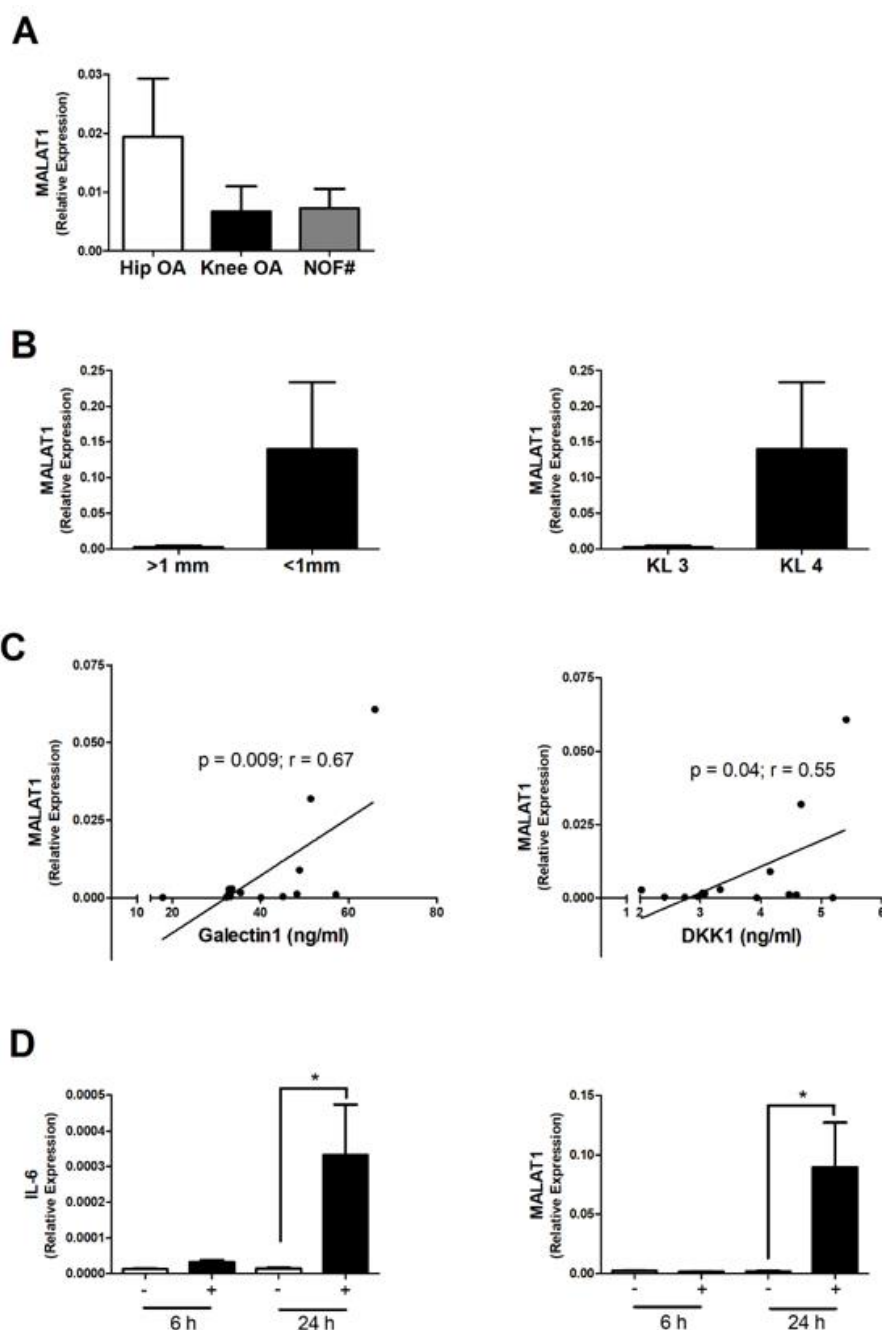 A
MALAT1
(Relative Expression)
0.03
0.02
0.01
0.00
Hip OA Knee OA NOF#
B
MALAT1
(Relative Expression)
0.25
0.20
0.15
0.10
0.05
0.00
>1 mm <1mm
MALAT1
(Relative Expression)
0.25
0.20
0.15
0.10
0.05
0.00
KL 3 KL 4
C
MALAT1
(Relative Expression)
0.075
0.050
0.025
0.000
p = 0.009; r = 0.67
10 20 40 60 80
Galectin1 (ng/ml)
MALAT1
(Relative Expression)
0.075
0.050
0.025
0.000
p = 0.04; r = 0.55
1 2 3 4 5 6
DKK1 (ng/ml)
D
IL-6
(Relative Expression)
0.0005
0.0004
0.0003
0.0002
0.0001
0.0000
*
- + - +
6 h 24 h
MALAT1
(Relative Expression)
0.15
0.10
0.05
0.00
*
- + - +
6 h 24 h